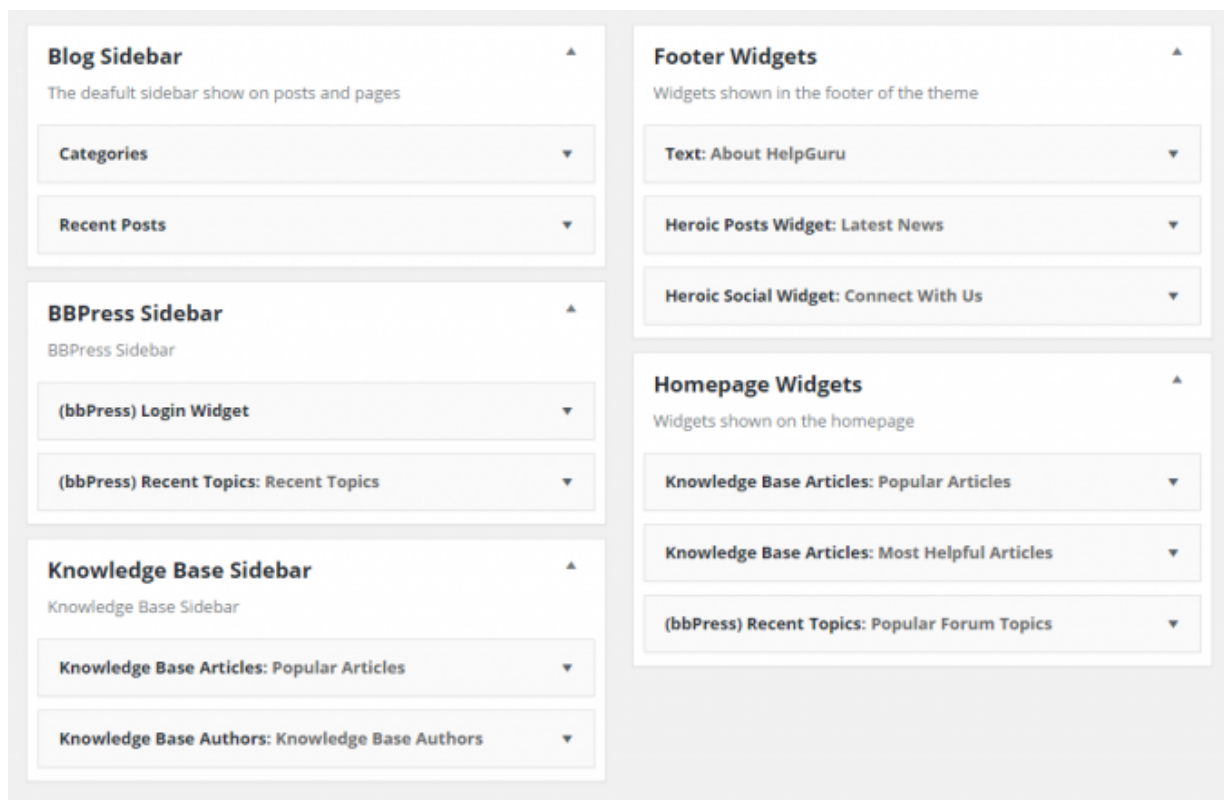 Blog Sidebar
The deafult sidebar show on posts and pages
Categories
Recent Posts
BBPress Sidebar
BBPress Sidebar
(bbPress) Login Widget
(bbPress) Recent Topics: Recent Topics
Knowledge Base Sidebar
Knowledge Base Sidebar
Knowledge Base Articles: Popular Articles
Knowledge Base Authors: Knowledge Base Authors
Footer Widgets
Widgets shown in the footer of the theme
Text: About HelpGuru
Heroic Posts Widget: Latest News
Heroic Social Widget: Connect With Us
Homepage Widgets
Widgets shown on the homepage
Knowledge Base Articles: Popular Articles
Knowledge Base Articles: Most Helpful Articles
(bbPress) Recent Topics: Popular Forum Topics